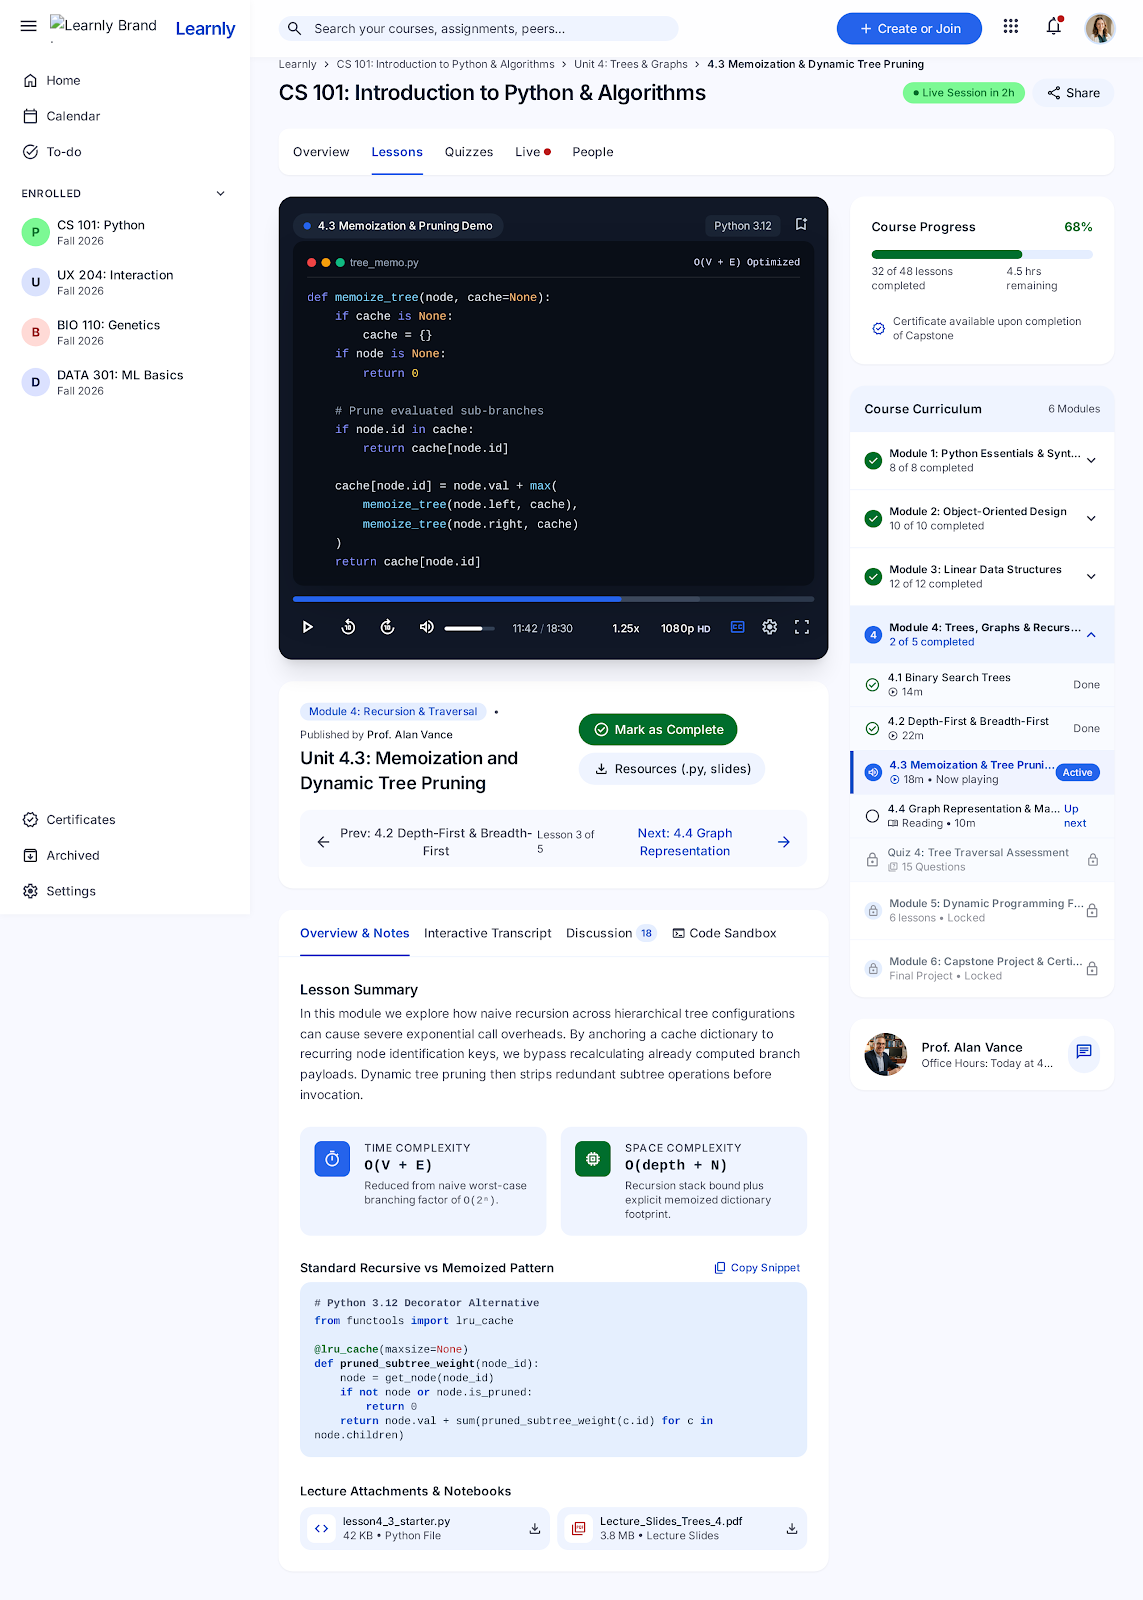 Learnly Brand
Learnly
Search your courses, assignments, peers...
Create or Join
Home
Calendar
To-do
ENROLLED
P
CS 101: Python
Fall 2026
U
UX 204: Interaction
Fall 2026
B
BIO 110: Genetics
Fall 2026
D
DATA 301: ML Basics
Fall 2026
Certificates
Archived
Settings
Learnly > CS 101: Introduction to Python & Algorithms > Unit 4: Trees & Graphs > 4.3 Memoization & Dynamic Tree Pruning
CS 101: Introduction to Python & Algorithms
• Live Session in 2h
Share
Overview
Lessons
Quizzes
Live
People
4.3 Memoization & Pruning Demo
Python 3.12
tree_memo.py
O(V + E) Optimized
def memoize_tree(node, cache=None):
    if cache is None:
        cache = {}
    if node is None:
        return 0
    # Prune evaluated sub-branches
    if node.id in cache:
        return cache[node.id]
    cache[node.id] = node.val + max(
        memoize_tree(node.left, cache),
        memoize_tree(node.right, cache)
    )
    return cache[node.id]
10
10
11:42 / 18:30
1.25x
1080p HD
CC
Module 4: Recursion & Traversal •
Published by Prof. Alan Vance
Unit 4.3: Memoization and
Dynamic Tree Pruning
Mark as Complete
Resources (.py, slides)
Prev: 4.2 Depth-First & Breadth-
First
Lesson 3 of
5
Next: 4.4 Graph
Representation
Overview & Notes
Interactive Transcript
Discussion 18
Code Sandbox
Lesson Summary
In this module we explore how naive recursion across hierarchical tree configurations
can cause severe exponential call overheads. By anchoring a cache dictionary to
recurring node identification keys, we bypass recalculating already computed branch
payloads. Dynamic tree pruning then strips redundant subtree operations before
invocation.
TIME COMPLEXITY
O(V + E)
Reduced from naive worst-case
branching factor of O(2ⁿ).
SPACE COMPLEXITY
O(depth + N)
Recursion stack bound plus
explicit memoized dictionary
footprint.
Standard Recursive vs Memoized Pattern
Copy Snippet
# Python 3.12 Decorator Alternative
from functools import lru_cache
@lru_cache(maxsize=None)
def pruned_subtree_weight(node_id):
    node = get_node(node_id)
    if not node or node.is_pruned:
        return 0
    return node.val + sum(pruned_subtree_weight(c.id) for c in
node.children)
Lecture Attachments & Notebooks
lesson4_3_starter.py
42 KB • Python File
PDF
Lecture_Slides_Trees_4.pdf
3.8 MB • Lecture Slides
Course Progress
68%
32 of 48 lessons
completed
4.5 hrs
remaining
Certificate available upon completion
of Capstone
Course Curriculum
6 Modules
Module 1: Python Essentials & Synt...
8 of 8 completed
Module 2: Object-Oriented Design
10 of 10 completed
Module 3: Linear Data Structures
12 of 12 completed
4
Module 4: Trees, Graphs & Recurs...
2 of 5 completed
4.1 Binary Search Trees
14m
Done
4.2 Depth-First & Breadth-First
22m
Done
4.3 Memoization & Tree Pruni...
18m • Now playing
Active
4.4 Graph Representation & Ma...
Reading • 10m
Up
next
Quiz 4: Tree Traversal Assessment
15 Questions
Module 5: Dynamic Programming F...
6 lessons • Locked
Module 6: Capstone Project & Certi...
Final Project • Locked
Prof. Alan Vance
Office Hours: Today at 4...